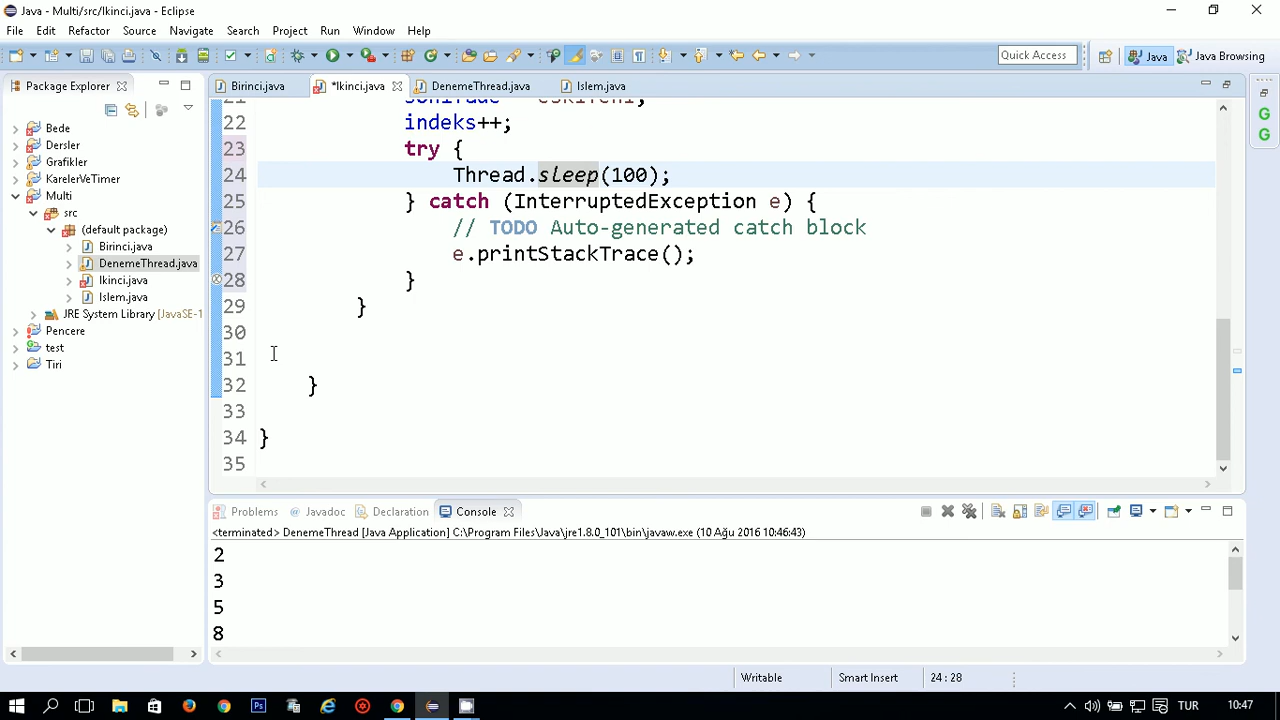 Java - Multi/src/Ikinci.java - Eclipse
File Edit Refactor Source Navigate Search Project Run Window Help
Quick Access
Java
Java Browsing
Package Explorer
Birinci.java
*Ikinci.java
DenemeThread.java
Islem.java
Bede
Dersler
Grafikler
KarelerVeTimer
Multi
src
(default package)
Birinci.java
DenemeThread.java
Ikinci.java
Islem.java
JRE System Library [JavaSE-1
Pencere
test
Tiri
21
22 indeks++;
23 try {
24 Thread.sleep(100);
25 } catch (InterruptedException e) {
26 // TODO Auto-generated catch block
27 e.printStackTrace();
28 }
29 }
30
31
32 }
33
34 }
35
Problems Javadoc Declaration Console
<terminated> DenemeThread [Java Application] C:\Program Files\Java\jre1.8.0_101\bin\javaw.exe (10 Ağu 2016 10:46:43)
2
3
5
8
Writable Smart Insert 24 : 28
TUR 10:47